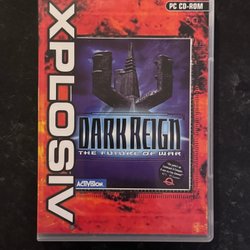 PC CD-ROM
XPLOSIV
DARK REIGN
THE FUTURE OF WAR
ACTIVISION